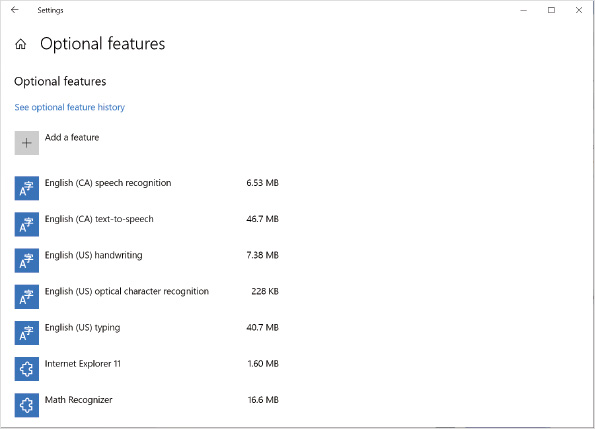 Settings
Optional features
Optional features
See optional feature history
Add a feature
English (CA) speech recognition 6.53 MB
English (CA) text-to-speech 46.7 MB
English (US) handwriting 7.38 MB
English (US) optical character recognition 228 KB
English (US) typing 40.7 MB
Internet Explorer 11 1.60 MB
Math Recognizer 16.6 MB